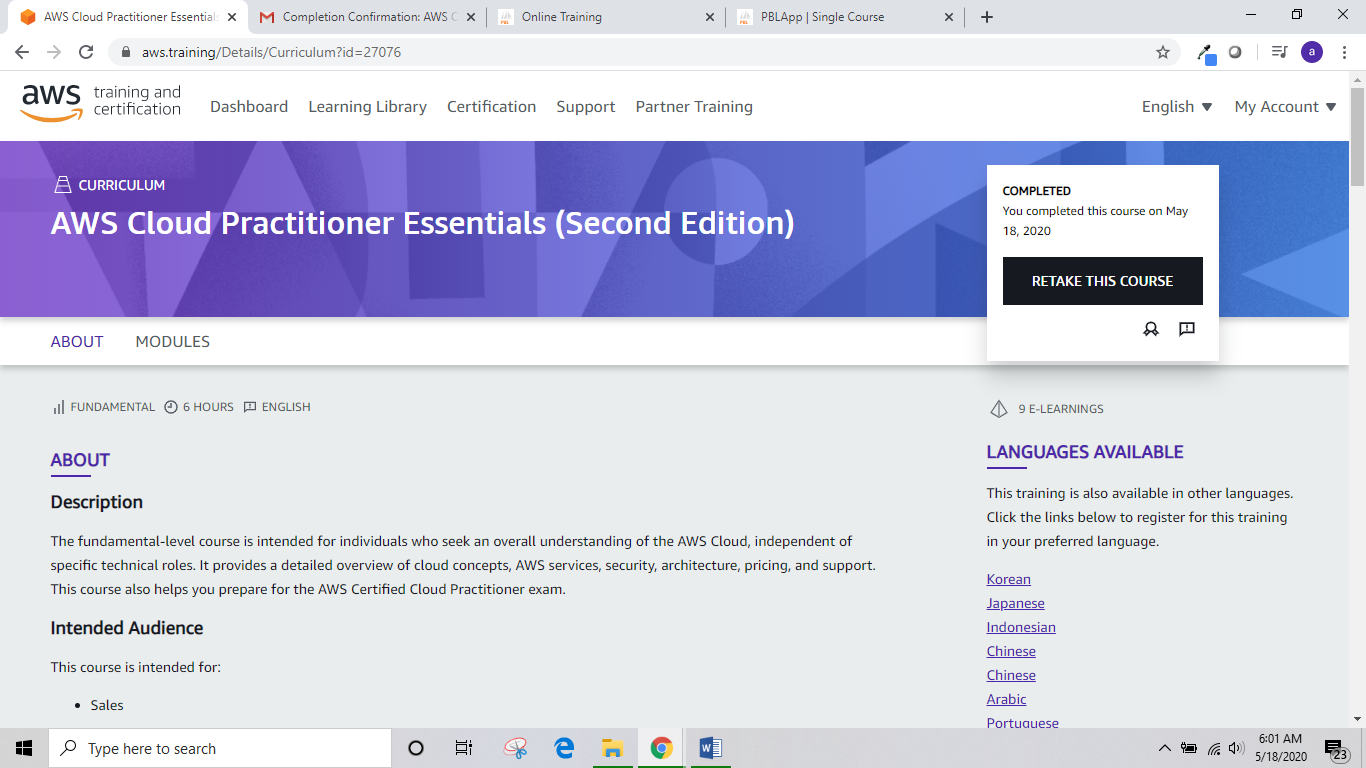 AWS Cloud Practitioner Essentials
Completion Confirmation: AWS C
Online Training
PBLApp | Single Course
aws.training/Details/Curriculum?id=27076
a
aws training and certification
Dashboard
Learning Library
Certification
Support
Partner Training
English
My Account
CURRICULUM
AWS Cloud Practitioner Essentials (Second Edition)
COMPLETED
You completed this course on May
18, 2020
RETAKE THIS COURSE
ABOUT
MODULES
FUNDAMENTAL
6 HOURS
ENGLISH
ABOUT
Description
The fundamental-level course is intended for individuals who seek an overall understanding of the AWS Cloud, independent of
specific technical roles. It provides a detailed overview of cloud concepts, AWS services, security, architecture, pricing, and support.
This course also helps you prepare for the AWS Certified Cloud Practitioner exam.
Intended Audience
This course is intended for:
• Sales
9 E-LEARNINGS
LANGUAGES AVAILABLE
This training is also available in other languages.
Click the links below to register for this training
in your preferred language.
Korean
Japanese
Indonesian
Chinese
Chinese
Arabic
Portuguese
Type here to search
6:01 AM
5/18/2020
23